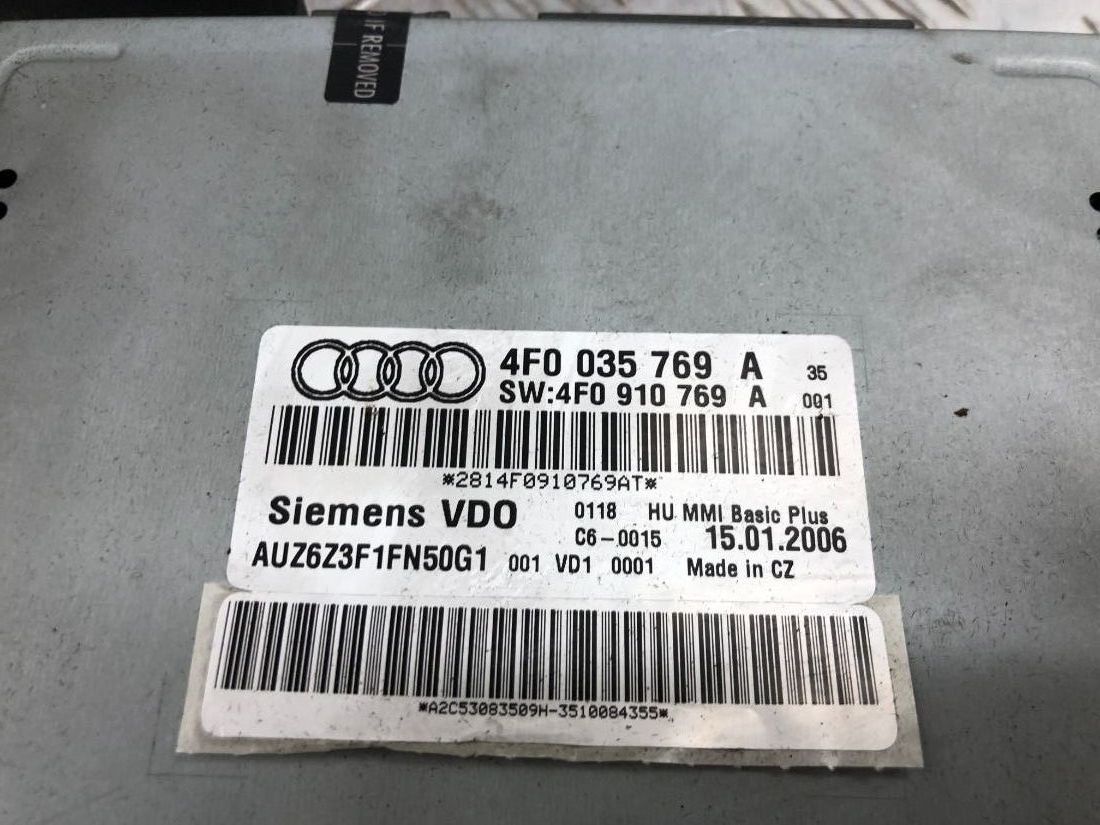 IF REMOVED
4F0 035 769 A 35
SW:4F0 910 769 A 001
*2814F0910769AT*
Siemens VDO 0118 HU MMI Basic Plus
C6-0015 15.01.2006
AUZ6Z3F1FN50G1 001 VD1 0001 Made in CZ
*A2C53083509H-3510084355*